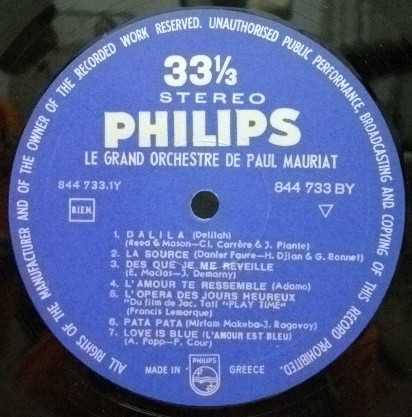 ALL RIGHTS OF THE MANUFACTURER AND OF THE OWNER OF THE RECORDED WORK RESERVED. UNAUTHORISED PUBLIC PERFORMANCE, BROADCASTING AND COPYING OF THIS RECORD PROHIBITED.
33⅓
STEREO
PHILIPS
LE GRAND ORCHESTRE DE PAUL MAURIAT
844 733.1Y
844 733 BY
B.I.E.M.
1. DALILA (Delilah)
(Reed & Mason-Cl. Carrère & J. Plante)
2. LA SOURCE (Danier Faure-H. Djian & G. Bonnet)
3. DES QUE JE ME REVEILLE
(E. Macias-J. Demarny)
4. L'AMOUR TE RESSEMBLE (Adamo)
5. L'OPERA DES JOURS HEUREUX
"Du film de Jac. Tati "PLAY TIME"
(Francis Lemarque)
6. PATA PATA (Miriam Makeba-J. Ragovoy)
7. LOVE IS BLUE (L'AMOUR EST BLEU)
(A. Popp-P. Cour)
MADE IN
PHILIPS
GREECE